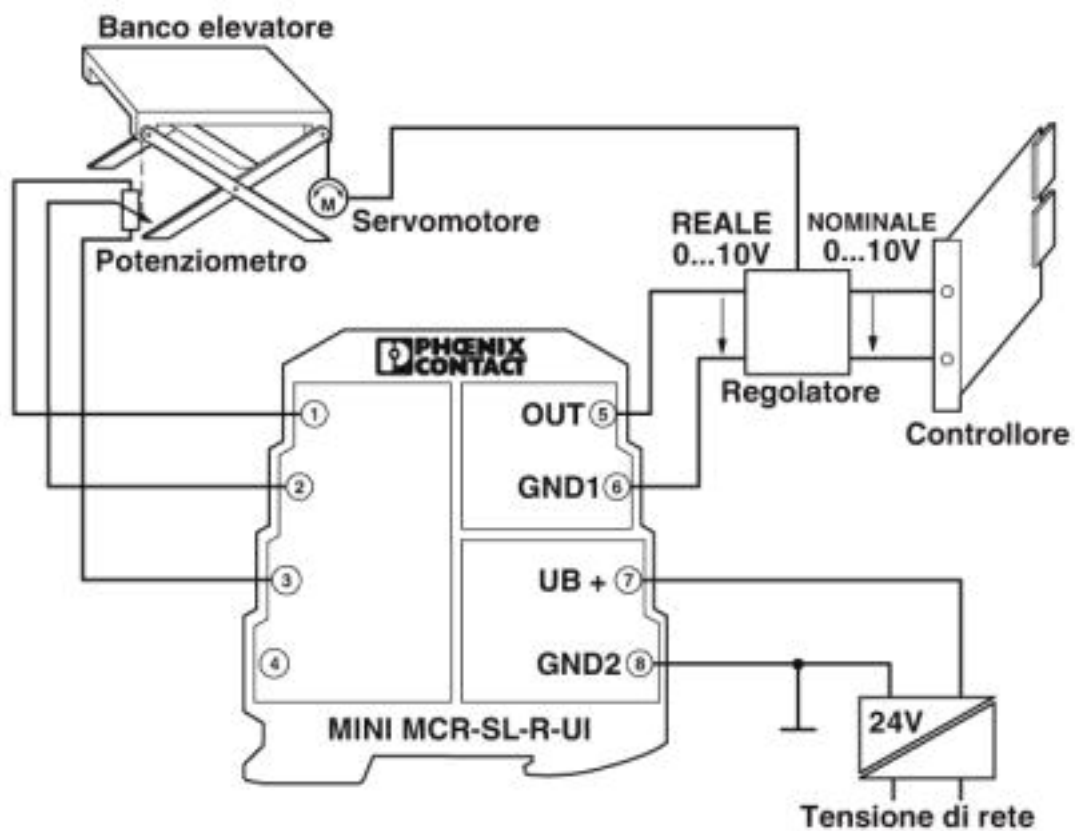 Banco elevatore
M
Servomotore
Potenziometro
REALE
0...10V
NOMINALE
0...10V
Regolatore
Controllore
PHŒNIX
CONTACT
1
OUT 5
2
GND1 6
3
UB + 7
4
GND2 8
MINI MCR-SL-R-UI
24V
Tensione di rete